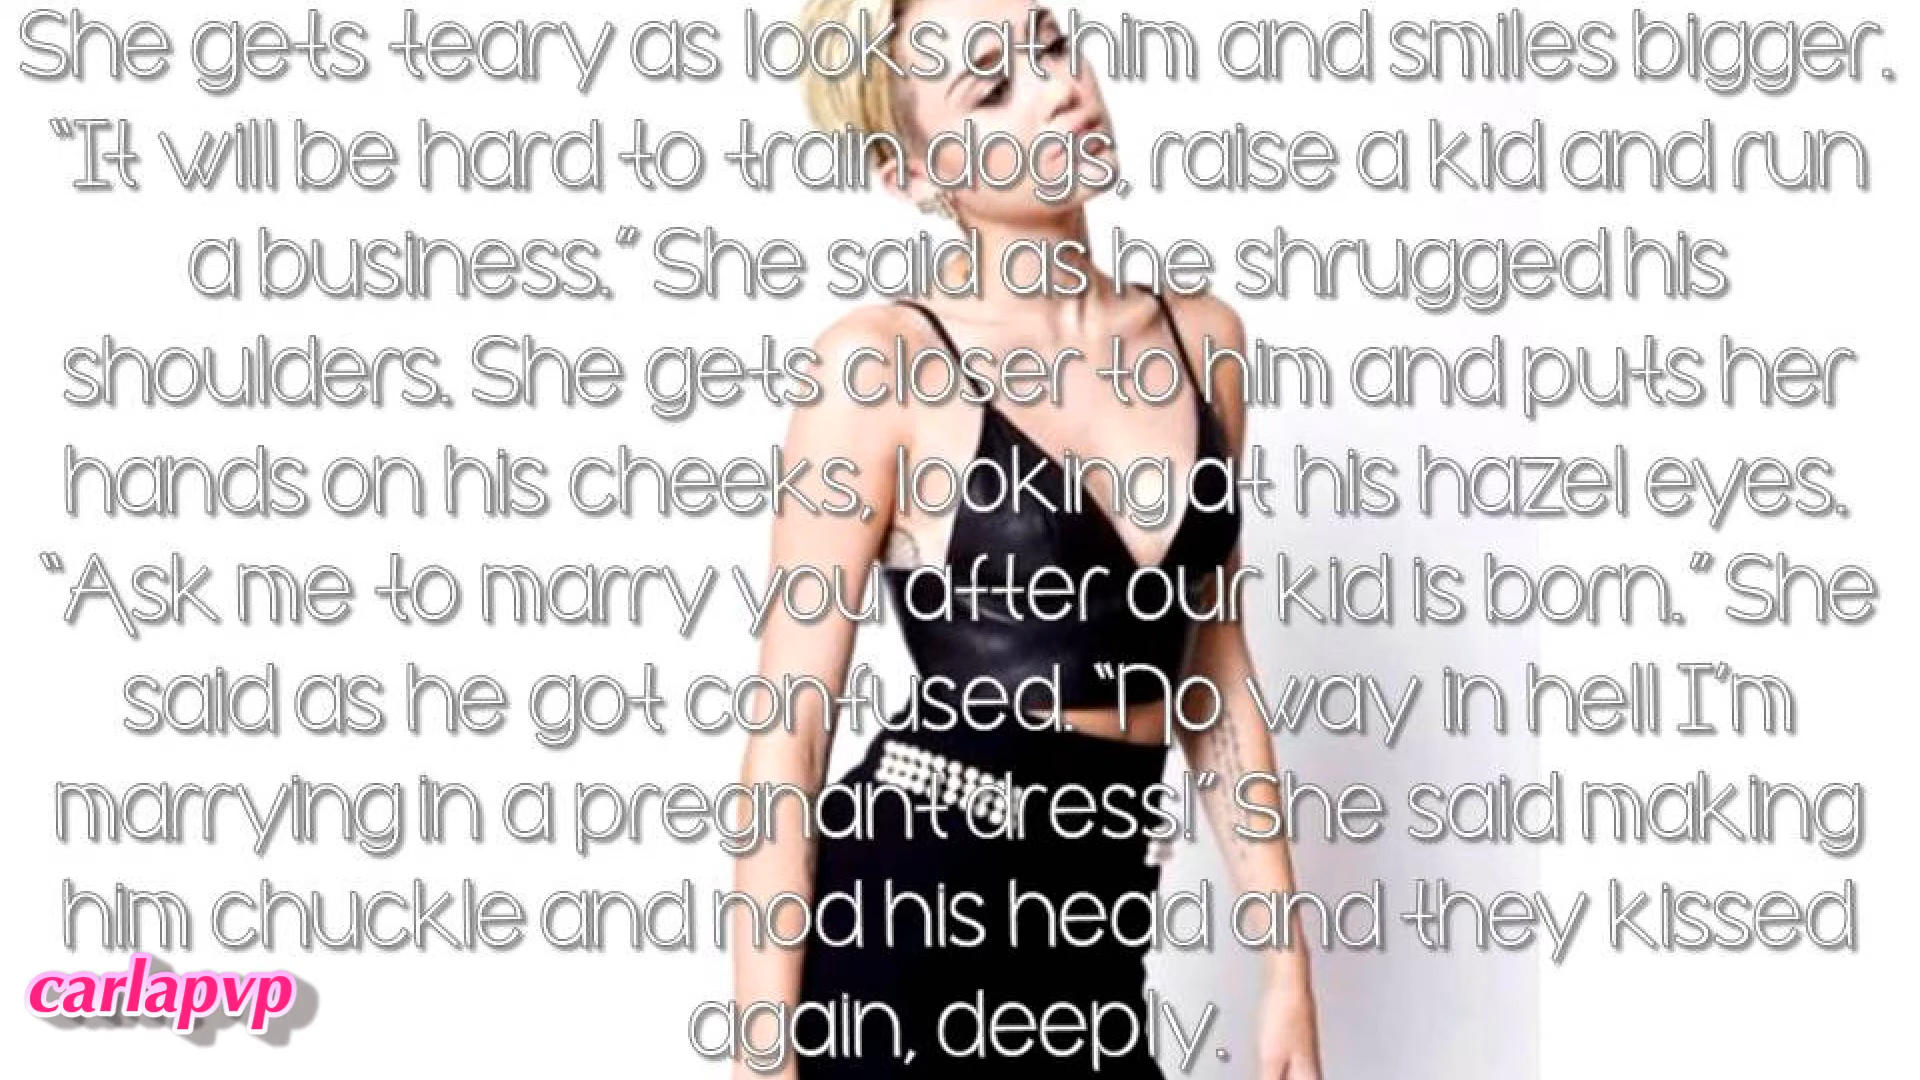 She gets teary as looks at him and smiles bigger.
“It will be hard to train dogs, raise a kid and run
a business.” She said as he shrugged his
shoulders. She gets closer to him and puts her
hands on his cheeks, looking at his hazel eyes.
“Ask me to marry you after our kid is born.” She
said as he got confused. “No way in hell I’m
marrying in a pregnant dress!” She said making
him chuckle and nod his head and they kissed
again, deeply.
carlapvp